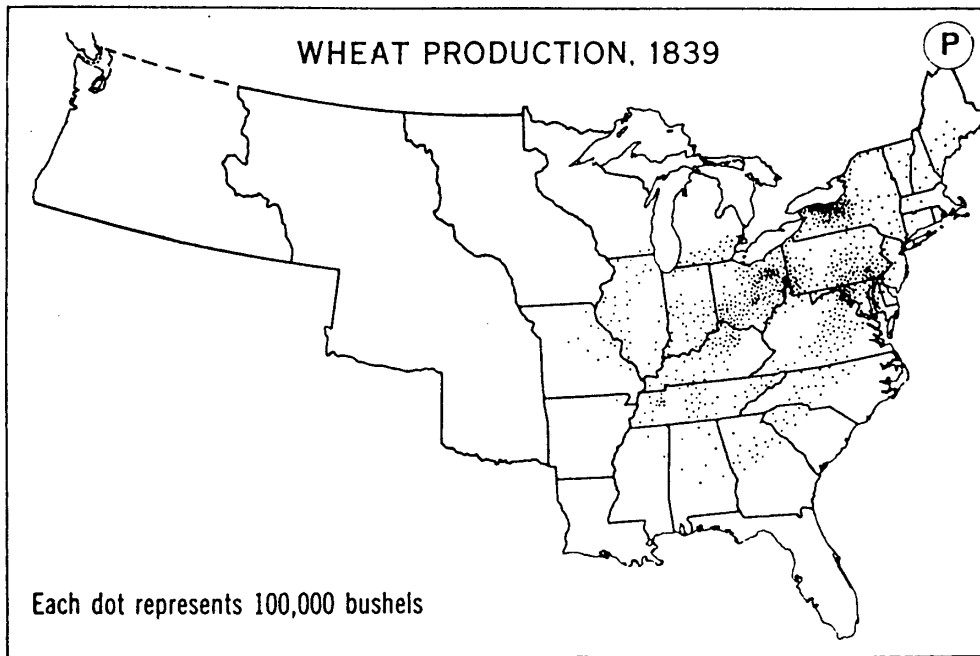 WHEAT PRODUCTION, 1839
P
Each dot represents 100,000 bushels